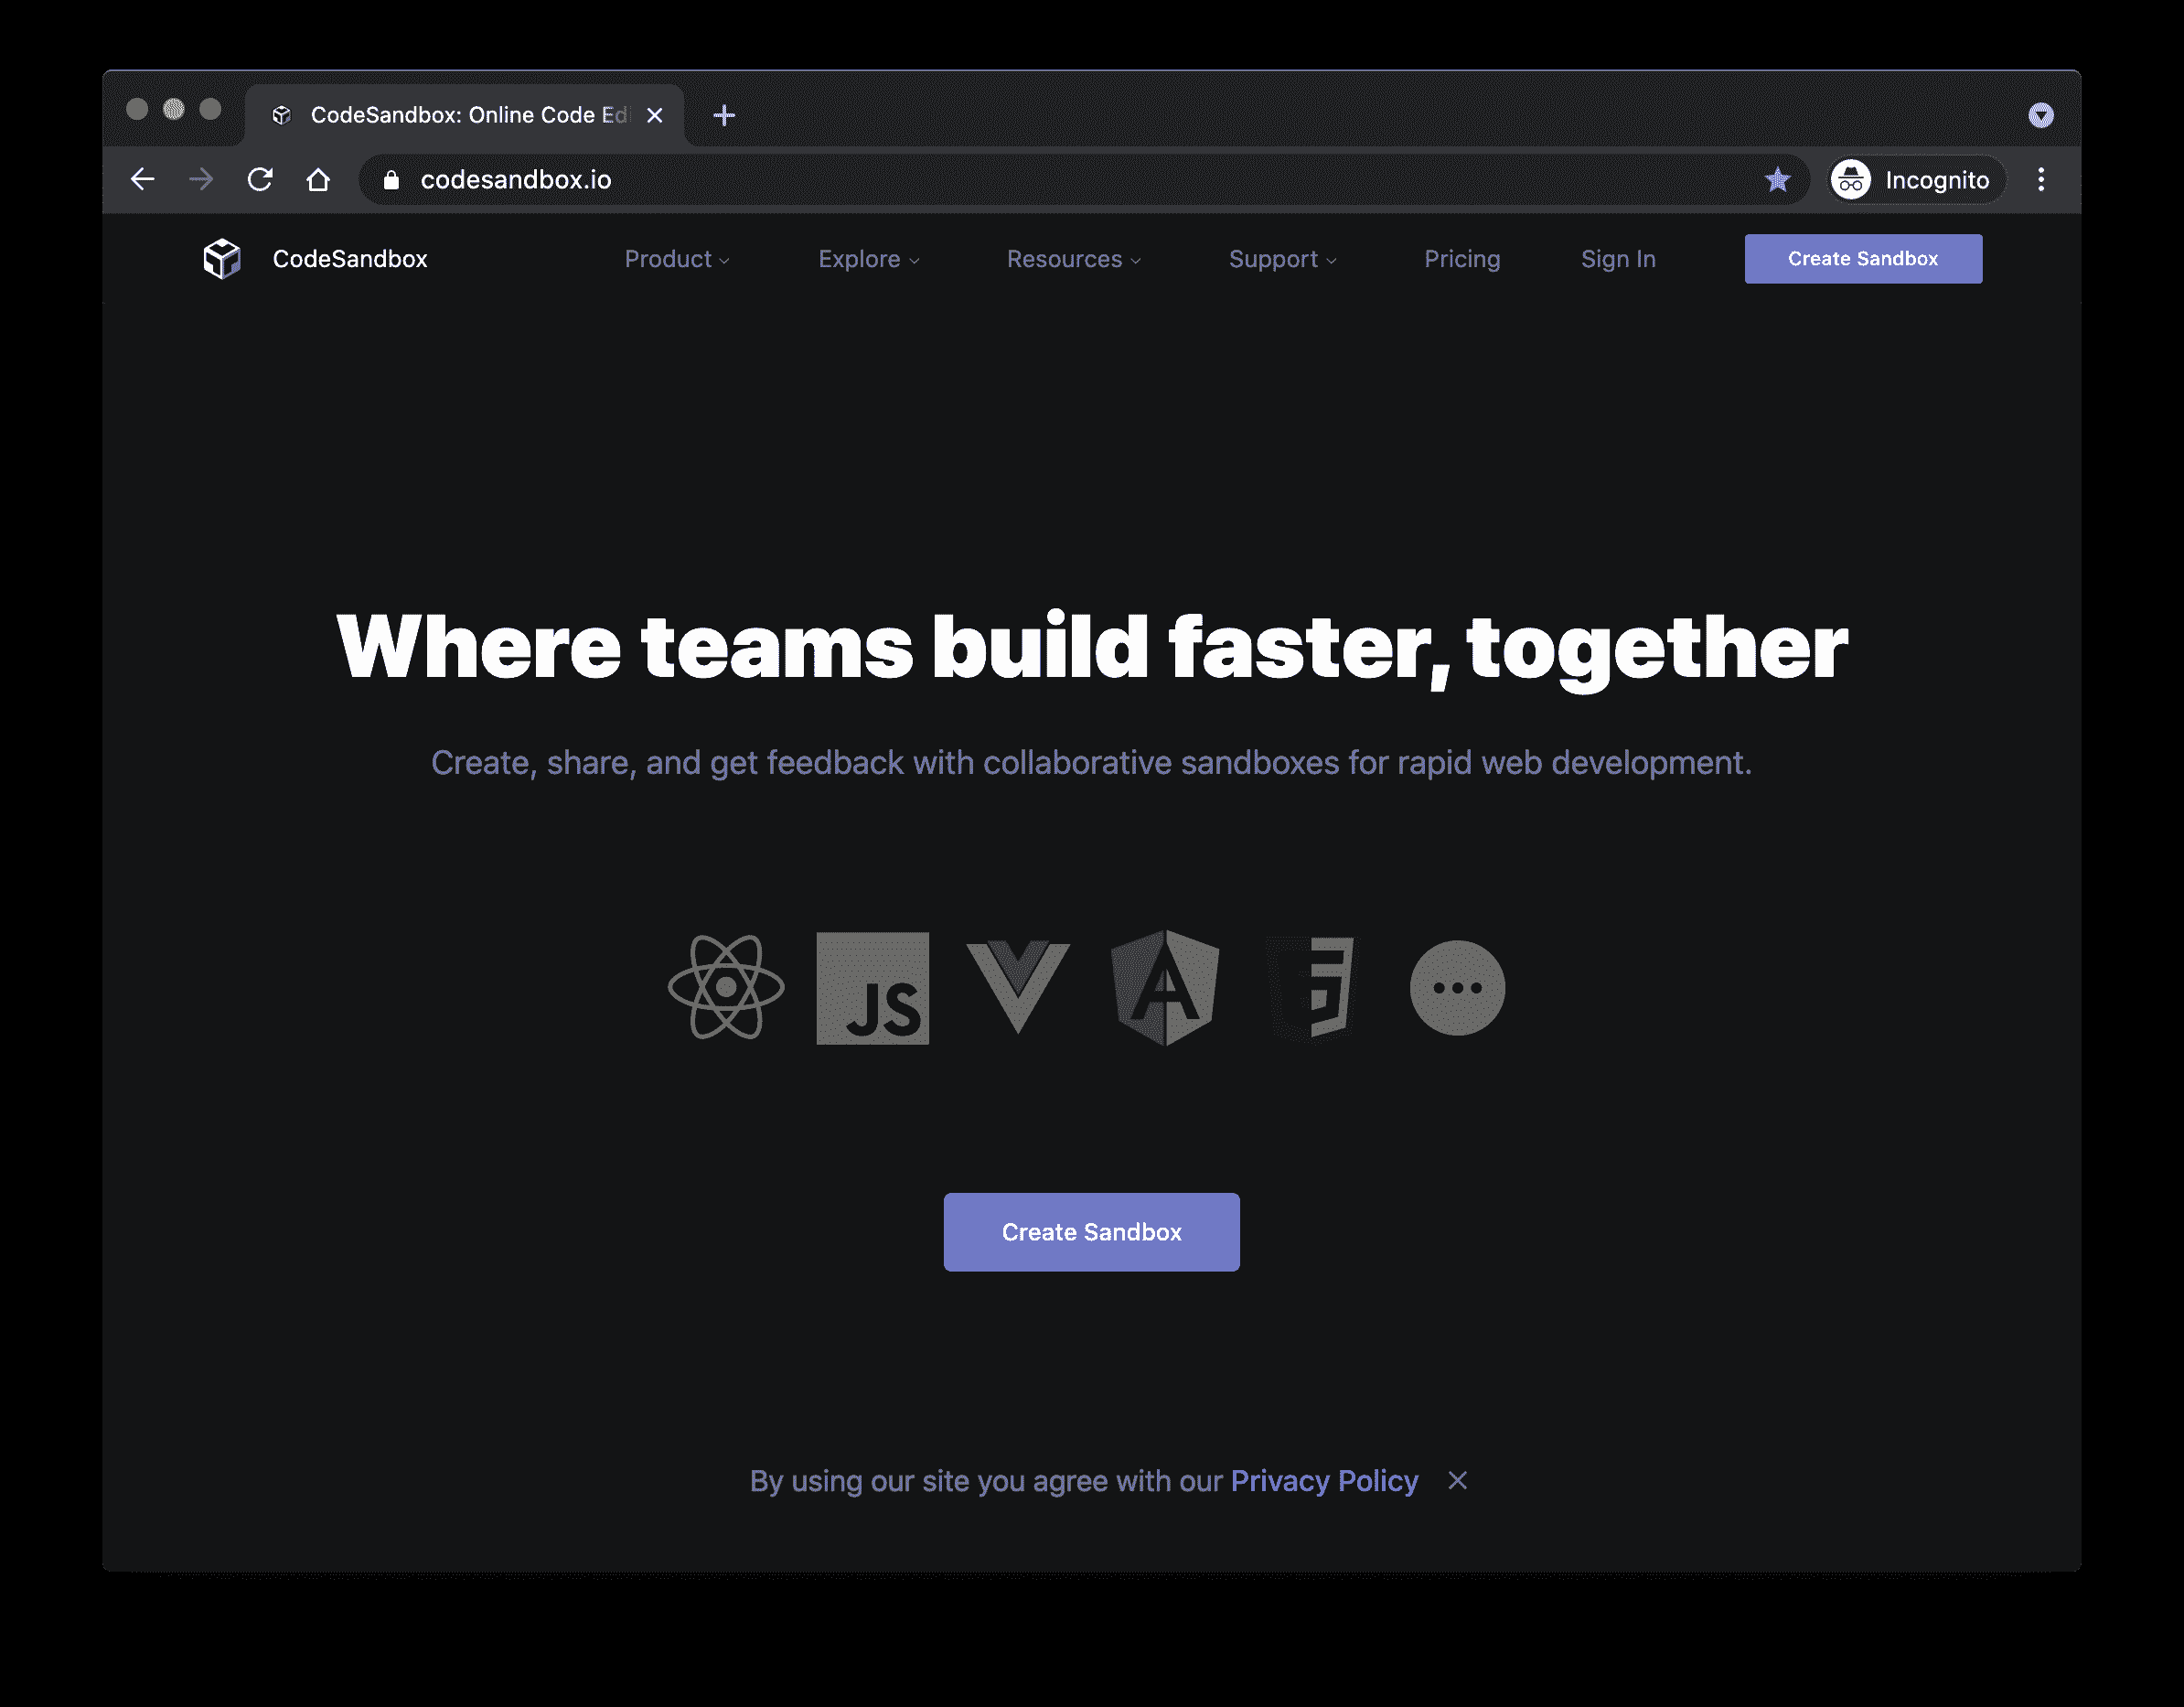 CodeSandbox: Online Code Edi
codesandbox.io
Incognito
CodeSandbox Product Explore Resources Support Pricing Sign In Create Sandbox
Where teams build faster, together
Create, share, and get feedback with collaborative sandboxes for rapid web development.
JS A
Create Sandbox
By using our site you agree with our Privacy Policy